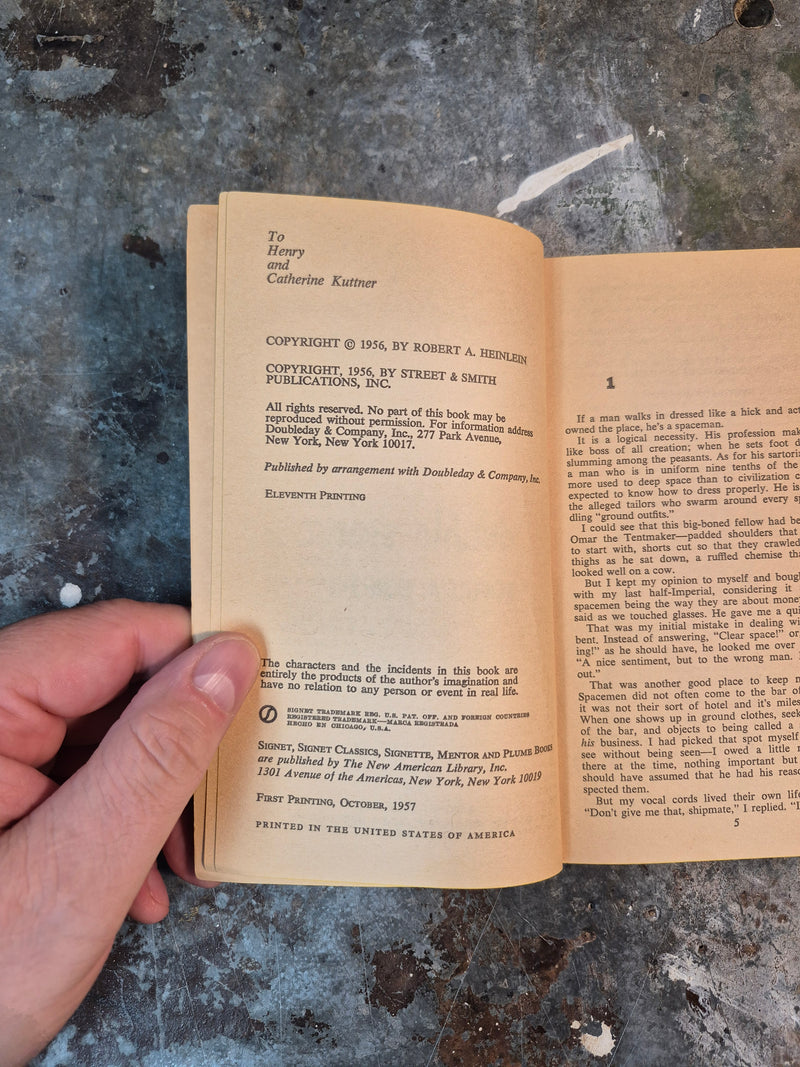 To
Henry
and
Catherine Kuttner
COPYRIGHT © 1956, BY ROBERT A. HEINLEIN
COPYRIGHT, 1956, BY STREET & SMITH
PUBLICATIONS, INC.
All rights reserved. No part of this book may be
reproduced without permission. For information address
Doubleday & Company, Inc., 277 Park Avenue,
New York, New York 10017.
Published by arrangement with Doubleday & Company, Inc.
ELEVENTH PRINTING
The characters and the incidents in this book are
entirely the products of the author's imagination and
have no relation to any person or event in real life.
SIGNET TRADEMARK REG. U.S. PAT. OFF. AND FOREIGN COUNTRIES
REGISTERED TRADEMARK—MARCA REGISTRADA
HECHO EN CHICAGO, U.S.A.
SIGNET, SIGNET CLASSICS, SIGNETTE, MENTOR AND PLUME BOOKS
are published by The New American Library, Inc.
1301 Avenue of the Americas, New York, New York 10019
FIRST PRINTING, OCTOBER, 1957
PRINTED IN THE UNITED STATES OF AMERICA
1
If a man walks in dressed like a hick and
owned the place, he's a spaceman.
It is a logical necessity. His profession
like boss of all creation; when he sets foot
slumming among the peasants. As for his
a man who is in uniform nine tenths of the
more used to deep space than to civilization
expected to know how to dress properly. He is
the alleged tailors who swarm around every
dling "ground outfits."
I could see that this big-boned fellow had
Omar the Tentmaker—padded shoulders that
to start with, shorts cut so that they crawled
thighs as he sat down, a ruffled chemise
looked well on a cow.
But I kept my opinion to myself and
with my last half-Imperial, considering it
spacemen being the way they are about
said as we touched glasses. He gave me a
That was my initial mistake in dealing
bent. Instead of answering, "Clear space!" or
ing!" as he should have, he looked me over
"A nice sentiment, but to the wrong man.
out."
That was another good place to keep
Spacemen did not often come to the bar of
it was not their sort of hotel and it's
When one shows up in ground clothes,
of the bar, and objects to being called a
his business. I had picked that spot myself
see without being seen—I owed a little
there at the time, nothing important but
should have assumed that he had his
spected them.
But my vocal cords lived their own
"Don't give me that, shipmate," I replied.
5